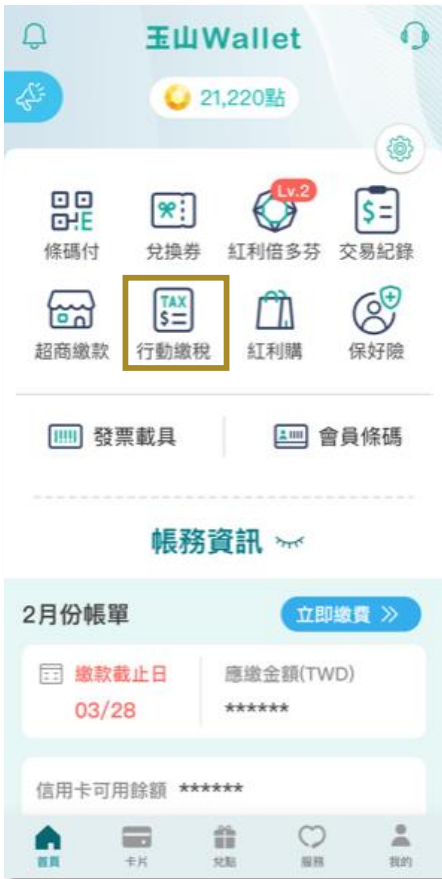 玉山Wallet
21,220點
Lv.2
條碼付 兌換券 紅利倍多芬 交易紀錄
TAX
超商繳款 行動繳稅 紅利購 保好險
發票載具 會員條碼
帳務資訊
2月份帳單 立即繳費
繳款截止日 應繳金額(TWD)
03/28 ******
信用卡可用餘額 ******
首頁 卡片 兌點 服務 我的